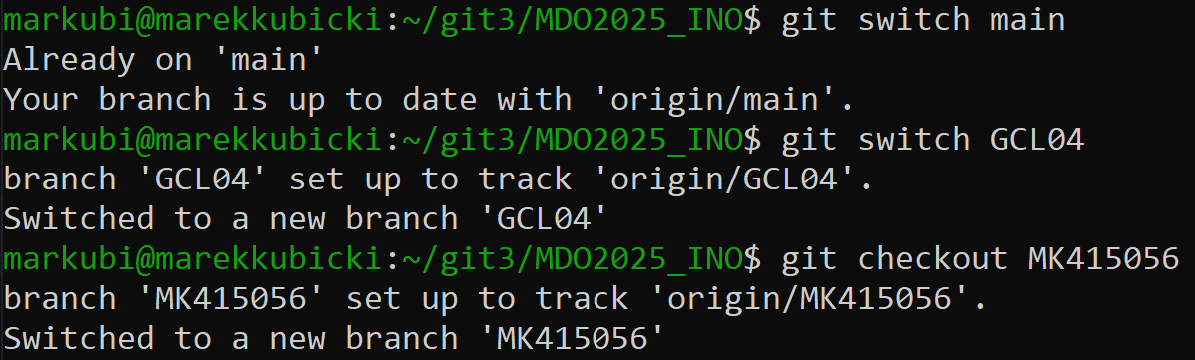 markubi@marekkubicki:~/git3/MDO2025_INO$ git switch main
Already on 'main'
Your branch is up to date with 'origin/main'.
markubi@marekkubicki:~/git3/MDO2025_INO$ git switch GCL04
branch 'GCL04' set up to track 'origin/GCL04'.
Switched to a new branch 'GCL04'
markubi@marekkubicki:~/git3/MDO2025_INO$ git checkout MK415056
branch 'MK415056' set up to track 'origin/MK415056'.
Switched to a new branch 'MK415056'